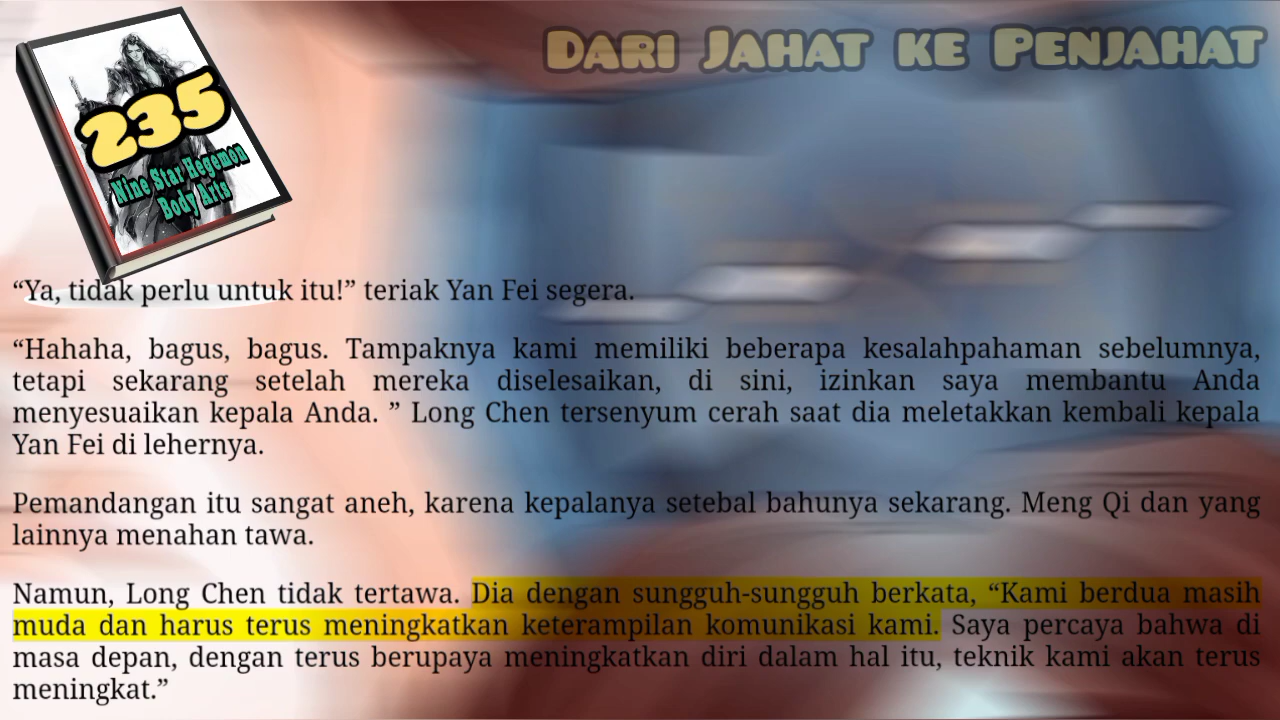 Dari Jahat ke Penjahat
235
Nine Star Hegemon
Body Arts
“Ya, tidak perlu untuk itu!” teriak Yan Fei segera.
“Hahaha, bagus, bagus. Tampaknya kami memiliki beberapa kesalahpahaman sebelumnya,
tetapi sekarang setelah mereka diselesaikan, di sini, izinkan saya membantu Anda
menyesuaikan kepala Anda. ” Long Chen tersenyum cerah saat dia meletakkan kembali kepala
Yan Fei di lehernya.
Pemandangan itu sangat aneh, karena kepalanya setebal bahunya sekarang. Meng Qi dan yang
lainnya menahan tawa.
Namun, Long Chen tidak tertawa. Dia dengan sungguh-sungguh berkata, “Kami berdua masih
muda dan harus terus meningkatkan keterampilan komunikasi kami. Saya percaya bahwa di
masa depan, dengan terus berupaya meningkatkan diri dalam hal itu, teknik kami akan terus
meningkat.”